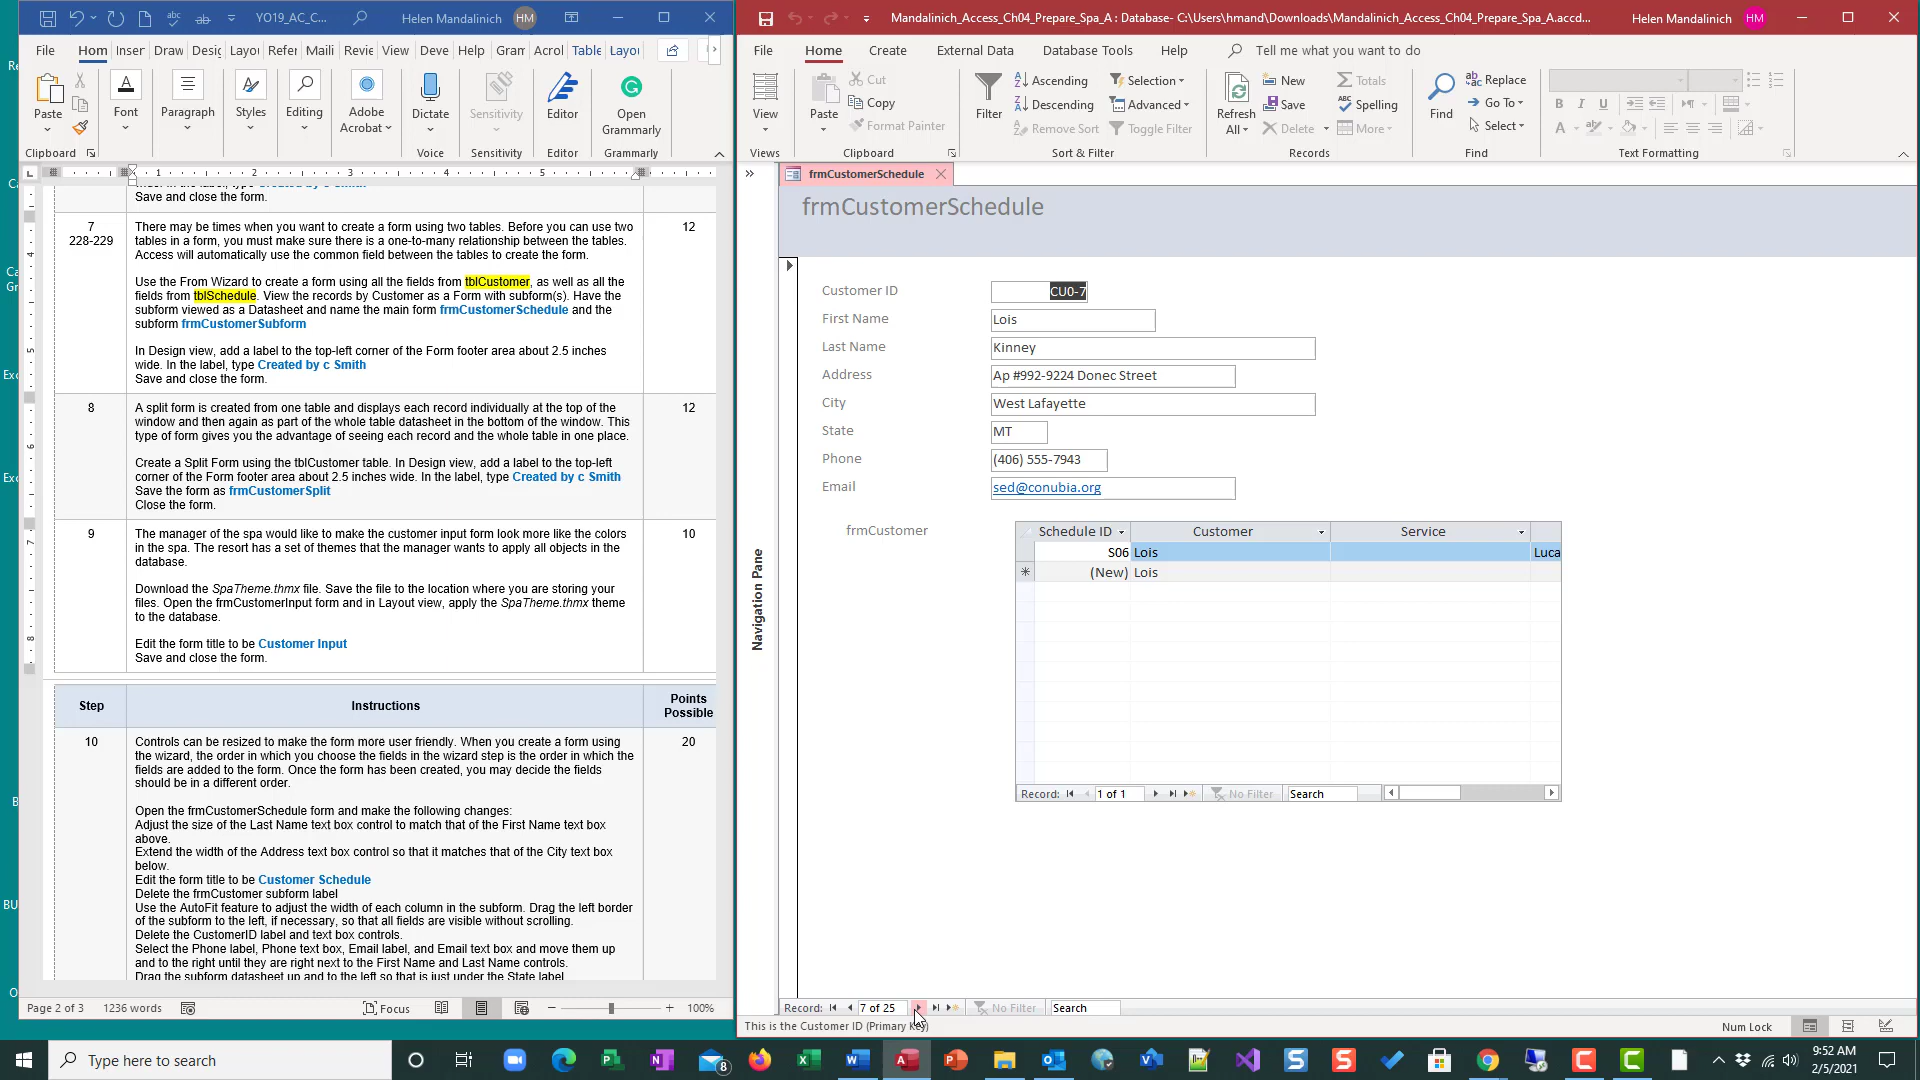 YO19_AC_C...
Helen Mandalinich
HM
File Hom Inser Draw Desig Layou Refer Maili Revie View Deve Help Gram Acrol Table Layou
Paste
Font
Paragraph
Styles
Editing
Adobe Acrobat
Dictate
Sensitivity
Editor
Open Grammarly
Clipboard
Voice
Sensitivity
Editor
Grammarly
Save and close the form.
7
228-229
There may be times when you want to create a form using two tables. Before you can use two
tables in a form, you must make sure there is a one-to-many relationship between the tables.
Access will automatically use the common field between the tables to create the form.
12
Use the From Wizard to create a form using all the fields from tblCustomer, as well as all the
fields from tblSchedule. View the records by Customer as a Form with subform(s). Have the
subform viewed as a Datasheet and name the main form frmCustomerSchedule and the
subform frmCustomerSubform
In Design view, add a label to the top-left corner of the Form footer area about 2.5 inches
wide. In the label, type Created by c Smith
Save and close the form.
8
A split form is created from one table and displays each record individually at the top of the
window and then again as part of the whole table datasheet in the bottom of the window. This
type of form gives you the advantage of seeing each record and the whole table in one place.
12
Create a Split Form using the tblCustomer table. In Design view, add a label to the top-left
corner of the Form footer area about 2.5 inches wide. In the label, type Created by c Smith
Save the form as frmCustomerSplit
Close the form.
9
The manager of the spa would like to make the customer input form look more like the colors
in the spa. The resort has a set of themes that the manager wants to apply all objects in the
database.
10
Download the SpaTheme.thmx file. Save the file to the location where you are storing your
files. Open the frmCustomerInput form and in Layout view, apply the SpaTheme.thmx theme
to the database.
Edit the form title to be Customer Input
Save and close the form.
Step
Instructions
Points
Possible
10
Controls can be resized to make the form more user friendly. When you create a form using
the wizard, the order in which you choose the fields in the wizard step is the order in which the
fields are added to the form. Once the form has been created, you may decide the fields
should be in a different order.
20
Open the frmCustomerSchedule form and make the following changes:
Adjust the size of the Last Name text box control to match that of the First Name text box
above.
Extend the width of the Address text box control so that it matches that of the City text box
below.
Edit the form title to be Customer Schedule
Delete the frmCustomer subform label
Use the AutoFit feature to adjust the width of each column in the subform. Drag the left border
of the subform to the left, if necessary, so that all fields are visible without scrolling.
Delete the CustomerID label and text box controls.
Select the Phone label, Phone text box, Email label, and Email text box and move them up
and to the right until they are right next to the First Name and Last Name controls.
Drag the subform datasheet up and to the left so that is just under the State label
Page 2 of 3
1236 words
Focus
100%
Mandalinich_Access_Ch04_Prepare_Spa_A : Database- C:\Users\hmand\Downloads\Mandalinich_Access_Ch04_Prepare_Spa_A.accd...
Helen Mandalinich
HM
File Home Create External Data Database Tools Help Tell me what you want to do
View
Views
Paste
Cut
Copy
Format Painter
Clipboard
Filter
Ascending
Descending
Remove Sort
Selection
Advanced
Toggle Filter
Sort & Filter
Refresh All
New
Save
Delete
Totals
Spelling
More
Records
Find
Replace
Go To
Select
Find
B I U
A
Text Formatting
Navigation Pane
frmCustomerSchedule
frmCustomerSchedule
Customer ID CU0-7
First Name Lois
Last Name Kinney
Address Ap #992-9224 Donec Street
City West Lafayette
State MT
Phone (406) 555-7943
Email sed@conubia.org
frmCustomer
Schedule ID Customer Service
S06 Lois Luca
(New) Lois
Record: 1 of 1 No Filter Search
Record: 7 of 25 No Filter Search
This is the Customer ID (Primary Key)
Num Lock
Type here to search
8
9:52 AM
2/5/2021